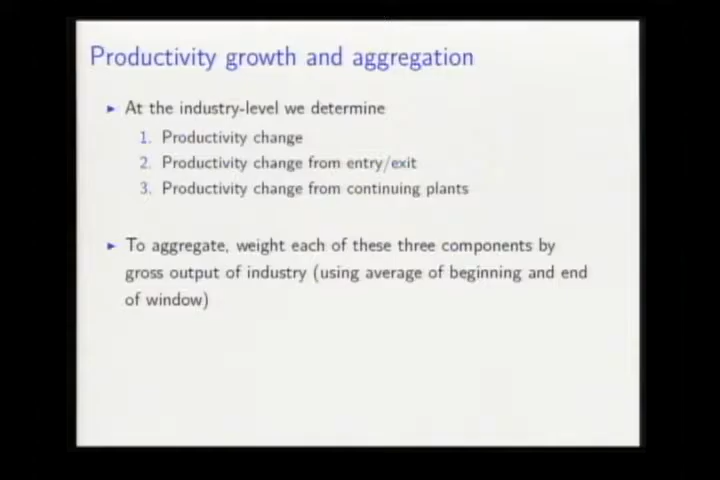 Productivity growth and aggregation
► At the industry-level we determine
1. Productivity change
2. Productivity change from entry/exit
3. Productivity change from continuing plants
► To aggregate, weight each of these three components by
gross output of industry (using average of beginning and end
of window)